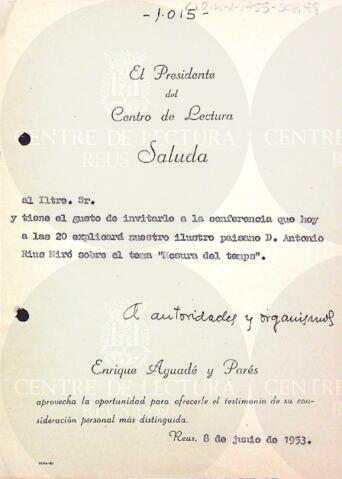 -1.015-
El Presidente
del
Centro de Lectura
Saluda
CENTRE DE LECTURA
REUS
al Iltre. Sr.
y tiene el gusto de invitarle a la conferencia que hoy
a las 20 explicará nuestro ilustre paisano D. Antonio
Rius Miró sobre el tema "Mesura del temps".
A autoridades y organismos
Enrique Aguadé y Parés
CENTRE DE LECTURA
aprovecha la oportunidad para ofrecerle el testimonio de su con-
sideración personal más distinguida.
Reus, 8 de junio de 1953.